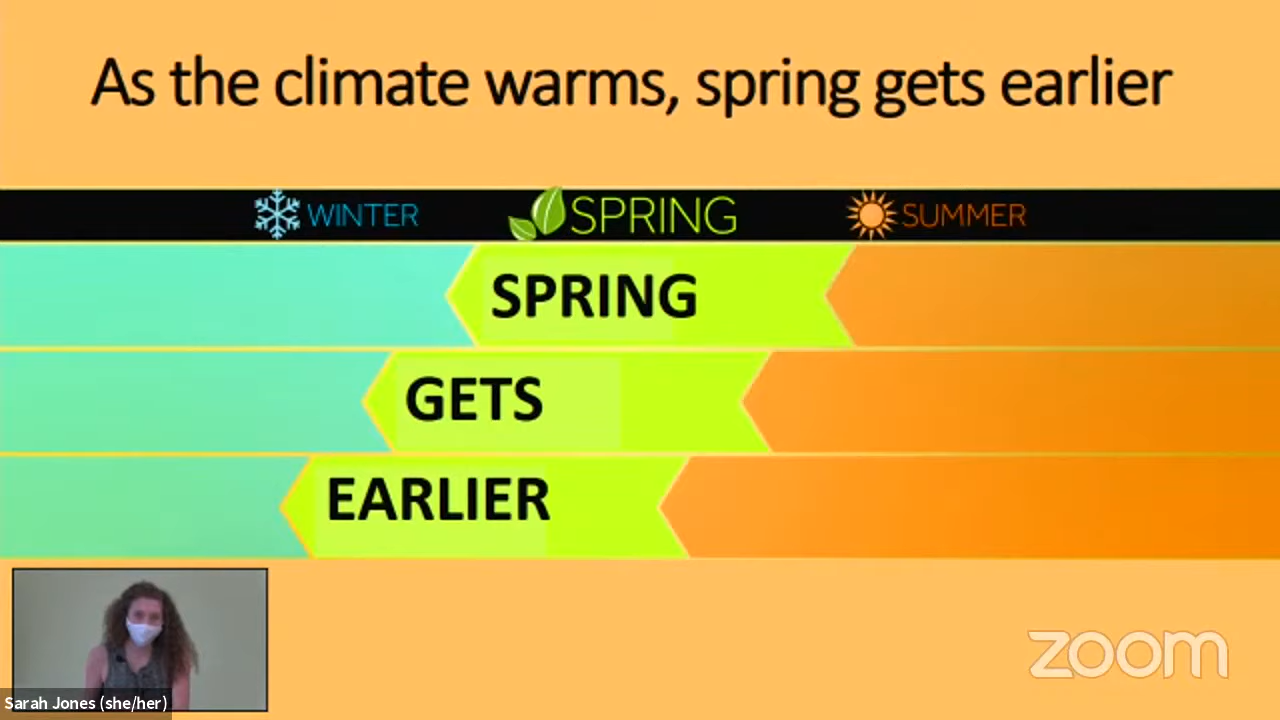 As the climate warms, spring gets earlier
WINTER SPRING SUMMER
SPRING
GETS
EARLIER
Sarah Jones (she/her)
zoom